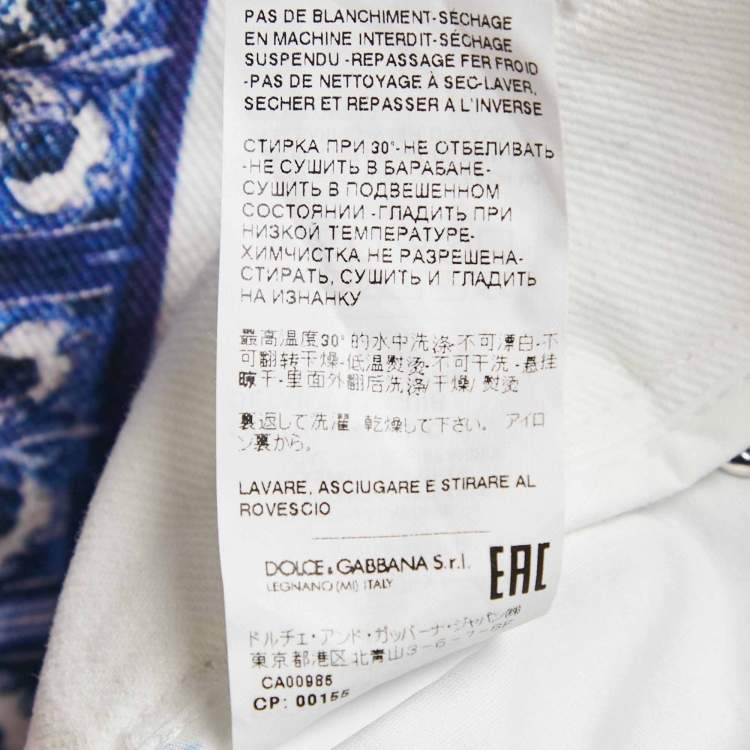 PAS DE BLANCHIMENT-SÉCHAGE
EN MACHINE INTERDIT-SÉCHAGE
SUSPENDU -REPASSAGE FER FROID
-PAS DE NETTOYAGE À SEC-LAVER,
SECHER ET REPASSER A L'INVERSE
СТИРКА ПРИ 30°-НЕ ОТБЕЛИВАТЬ
-НЕ СУШИТЬ В БАРАБАНЕ-
СУШИТЬ В ПОДВЕШЕННОМ
СОСТОЯНИИ -ГЛАДИТЬ ПРИ
НИЗКОЙ ТЕМПЕРАТУРЕ-
ХИМЧИСТКА НЕ РАЗРЕШЕНА-
СТИРАТЬ, СУШИТЬ И ГЛАДИТЬ
НА ИЗНАНКУ
最高温度30°的水中洗涤-不可漂白-不
可翻转干燥-低温熨烫-不可干洗-悬挂
晾干-里面外翻后洗涤/干燥/熨烫
裏返して洗濯 乾燥して下さい。 アイロ
ン裏から。
LAVARE, ASCIUGARE E STIRARE AL
ROVESCIO
DOLCE & GABBANA S.r.l.
LEGNANO (MI) ITALY
EAC
ドルチェ・アンド・ガッバーナ・ジャパン(株)
東京都港区北青山3-6-7-6F
CA00986
CP: 00155